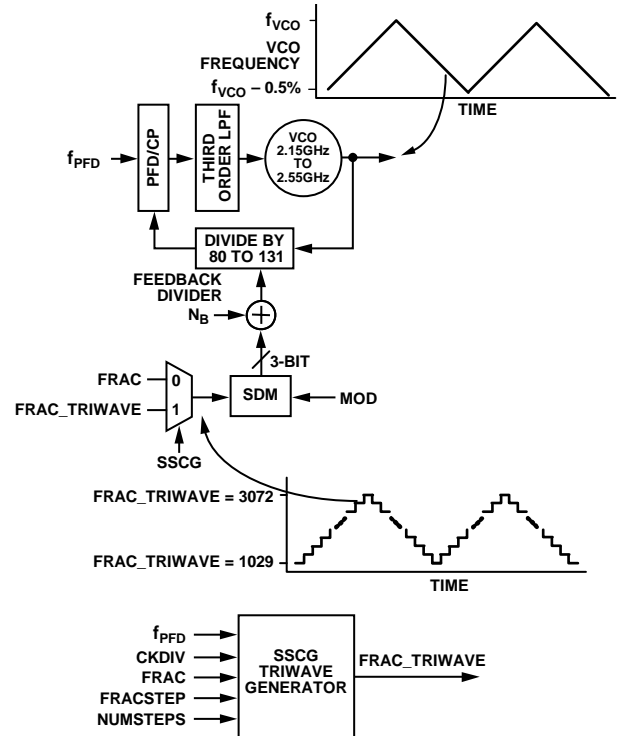 fVCO
VCO
FREQUENCY
fVCO – 0.5%
TIME
fPFD
PFD/CP
THIRD
ORDER LPF
VCO
2.15GHz
TO
2.55GHz
DIVIDE BY
80 TO 131
FEEDBACK
DIVIDER
NB
+
3-BIT
FRAC
0
FRAC_TRIWAVE
1
SDM
MOD
SSCG
FRAC_TRIWAVE = 3072
FRAC_TRIWAVE = 1029
TIME
fPFD
CKDIV
FRAC
FRACSTEP
NUMSTEPS
SSCG
TRIWAVE
GENERATOR
FRAC_TRIWAVE